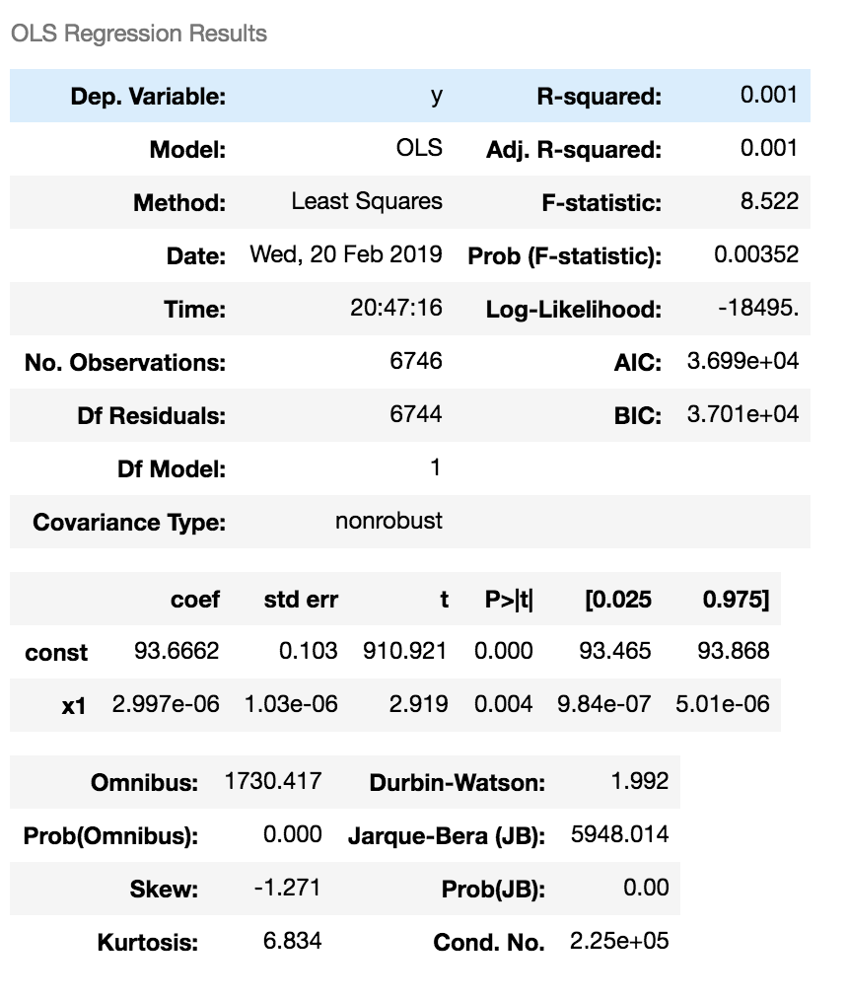 OLS Regression Results
Dep. Variable: y R-squared: 0.001
Model: OLS Adj. R-squared: 0.001
Method: Least Squares F-statistic: 8.522
Date: Wed, 20 Feb 2019 Prob (F-statistic): 0.00352
Time: 20:47:16 Log-Likelihood: -18495.
No. Observations: 6746 AIC: 3.699e+04
Df Residuals: 6744 BIC: 3.701e+04
Df Model: 1
Covariance Type: nonrobust
coef std err t P>|t| [0.025 0.975]
const 93.6662 0.103 910.921 0.000 93.465 93.868
x1 2.997e-06 1.03e-06 2.919 0.004 9.84e-07 5.01e-06
Omnibus: 1730.417 Durbin-Watson: 1.992
Prob(Omnibus): 0.000 Jarque-Bera (JB): 5948.014
Skew: -1.271 Prob(JB): 0.00
Kurtosis: 6.834 Cond. No. 2.25e+05